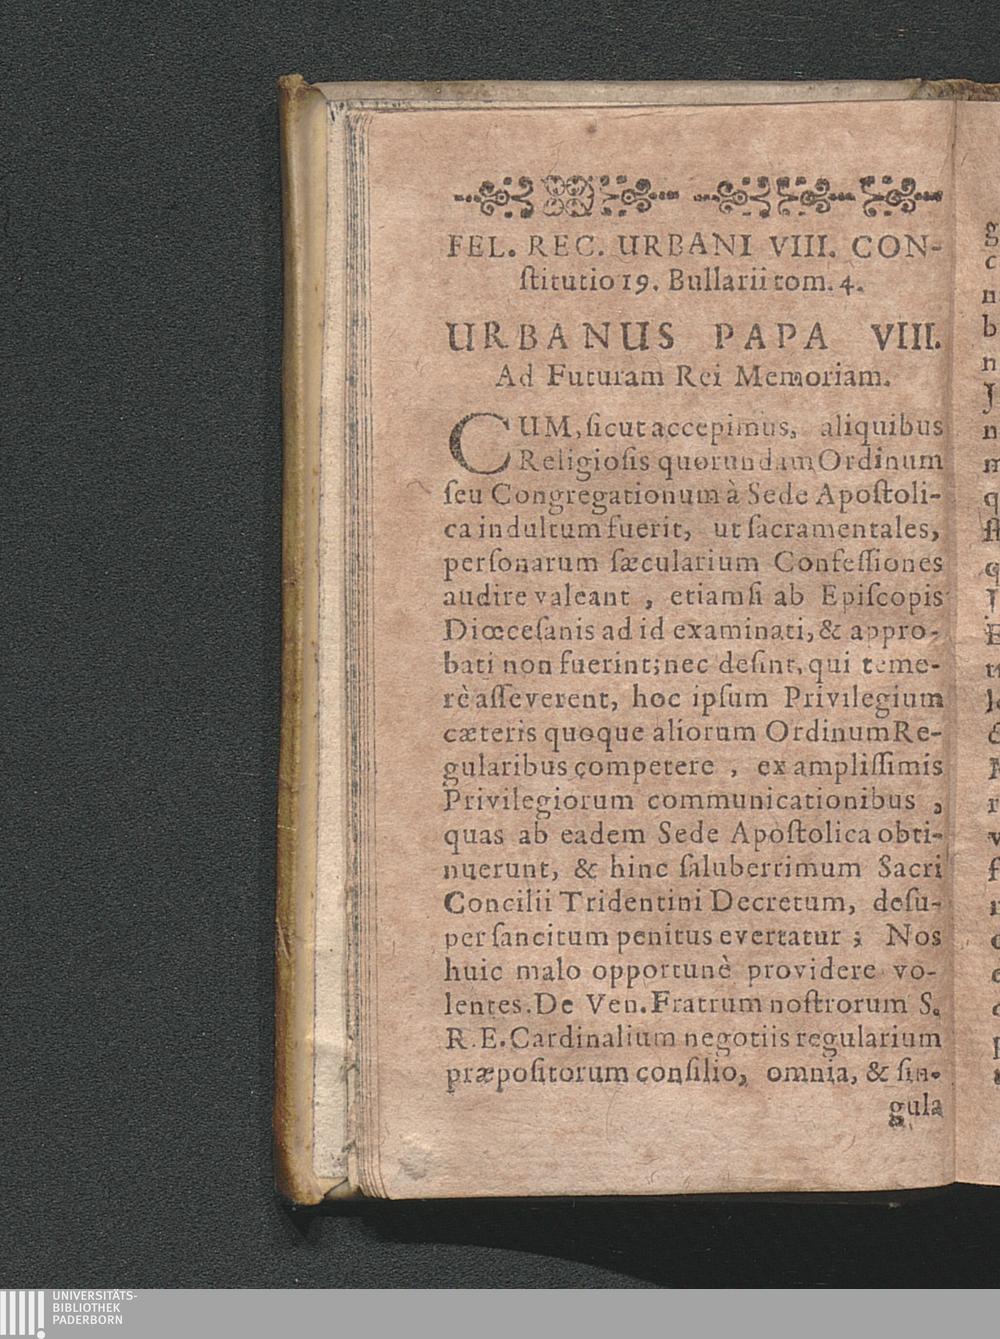 FEL. REC. URBANI VIII. CON-
ſtitutio 19. Bullarii tom. 4.
URBANUS PAPA VIII.
Ad Futuram Rei Memoriam.
CUM, ſicut accepimus, aliquibus
Religioſis quorundam Ordinum
ſeu Congregationum à Sede Apoſtoli-
ca indultum fuerit, ut ſacramentales,
perſonarum ſæcularium Confeſſiones
audire valeant, etiamſi ab Epiſcopis
Diœceſanis ad id examinati, & appro-
bati non fuerint; nec deſint, qui teme-
rè aſſeverent, hoc ipſum Privilegium
cæteris quoque aliorum Ordinum Re-
gularibus competere, ex ampliſſimis
Privilegiorum communicationibus,
quas ab eadem Sede Apoſtolica obti-
nuerunt, & hinc ſaluberrimum Sacri
Concilii Tridentini Decretum, deſu-
per ſancitum penitus evertatur; Nos
huic malo opportunè providere vo-
lentes. De Ven. Fratrum noſtrorum S.
R. E. Cardinalium negotiis regularium
præpoſitorum conſilio, omnia, & ſin-
gula
UNIVERSITÄTS-
BIBLIOTHEK
PADERBORN